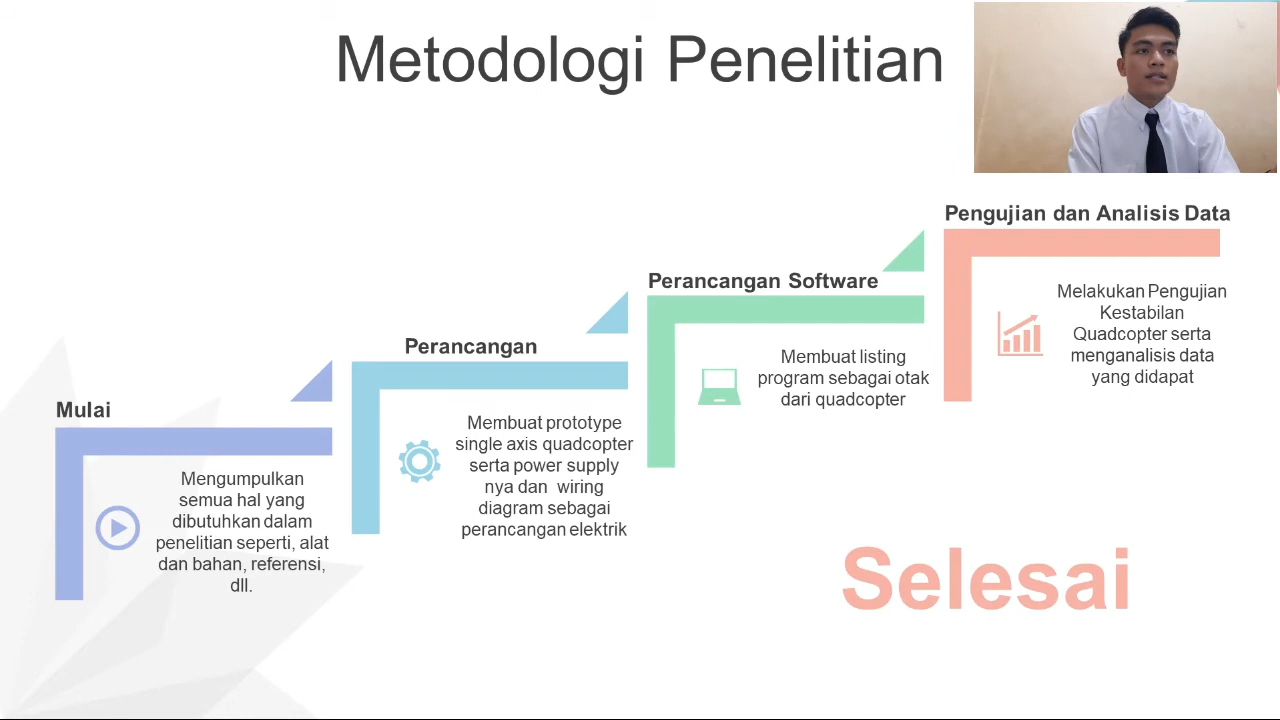 Metodologi Penelitian
Mulai
Mengumpulkan
semua hal yang
dibutuhkan dalam
penelitian seperti, alat
dan bahan, referensi,
dll.
Perancangan
Membuat prototype
single axis quadcopter
serta power supply
nya dan wiring
diagram sebagai
perancangan elektrik
Perancangan Software
Membuat listing
program sebagai otak
dari quadcopter
Pengujian dan Analisis Data
Melakukan Pengujian
Kestabilan
Quadcopter serta
menganalisis data
yang didapat
Selesai